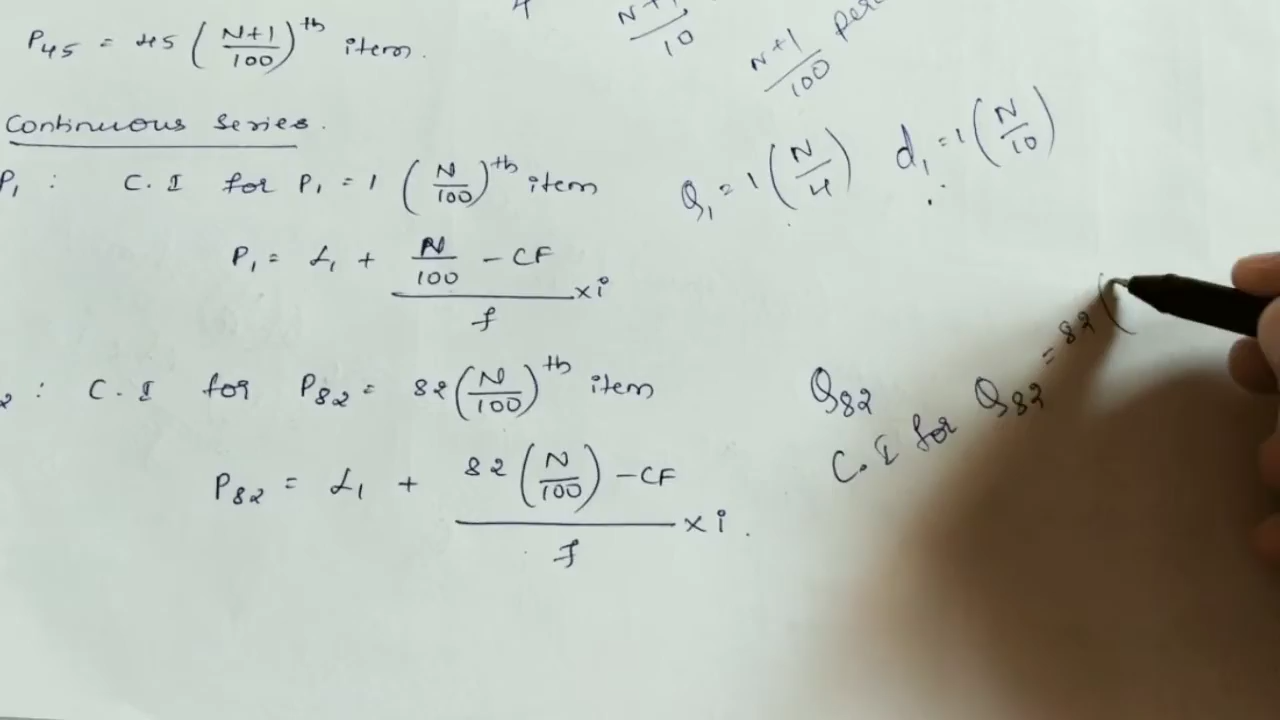 P45 = 45 ( N+1 / 100 )th item.
N+1 / 10
N+1 / 100
Continuous Series.
P1 : C.I for P1 = 1 ( N / 100 )th item
Q1 = 1 ( N / 4 ) d1 = 1 ( N / 10 )
P1 = L1 + N / 100 - CF / f × i
2 : C.I for P82 = 82 ( N / 100 )th item
P82 = L1 + 82 ( N / 100 ) - CF / f × i .
Q82
C.I for Q82 = 82 (